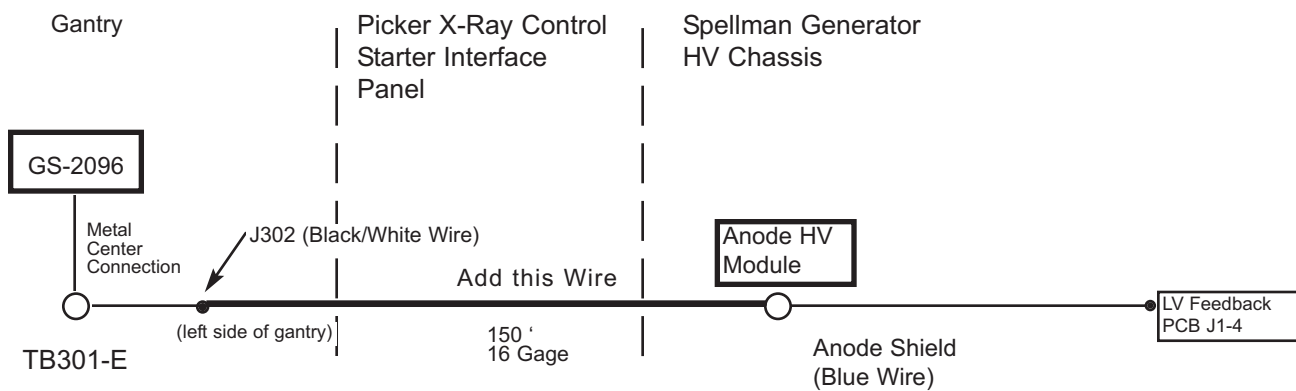 Gantry
Picker X-Ray Control
Starter Interface
Panel
Spellman Generator
HV Chassis
GS-2096
Metal
Center
Connection
J302 (Black/White Wire)
Add this Wire
Anode HV
Module
(left side of gantry)
150 ‘
16 Gage
LV Feedback
PCB J1-4
TB301-E
Anode Shield
(Blue Wire)